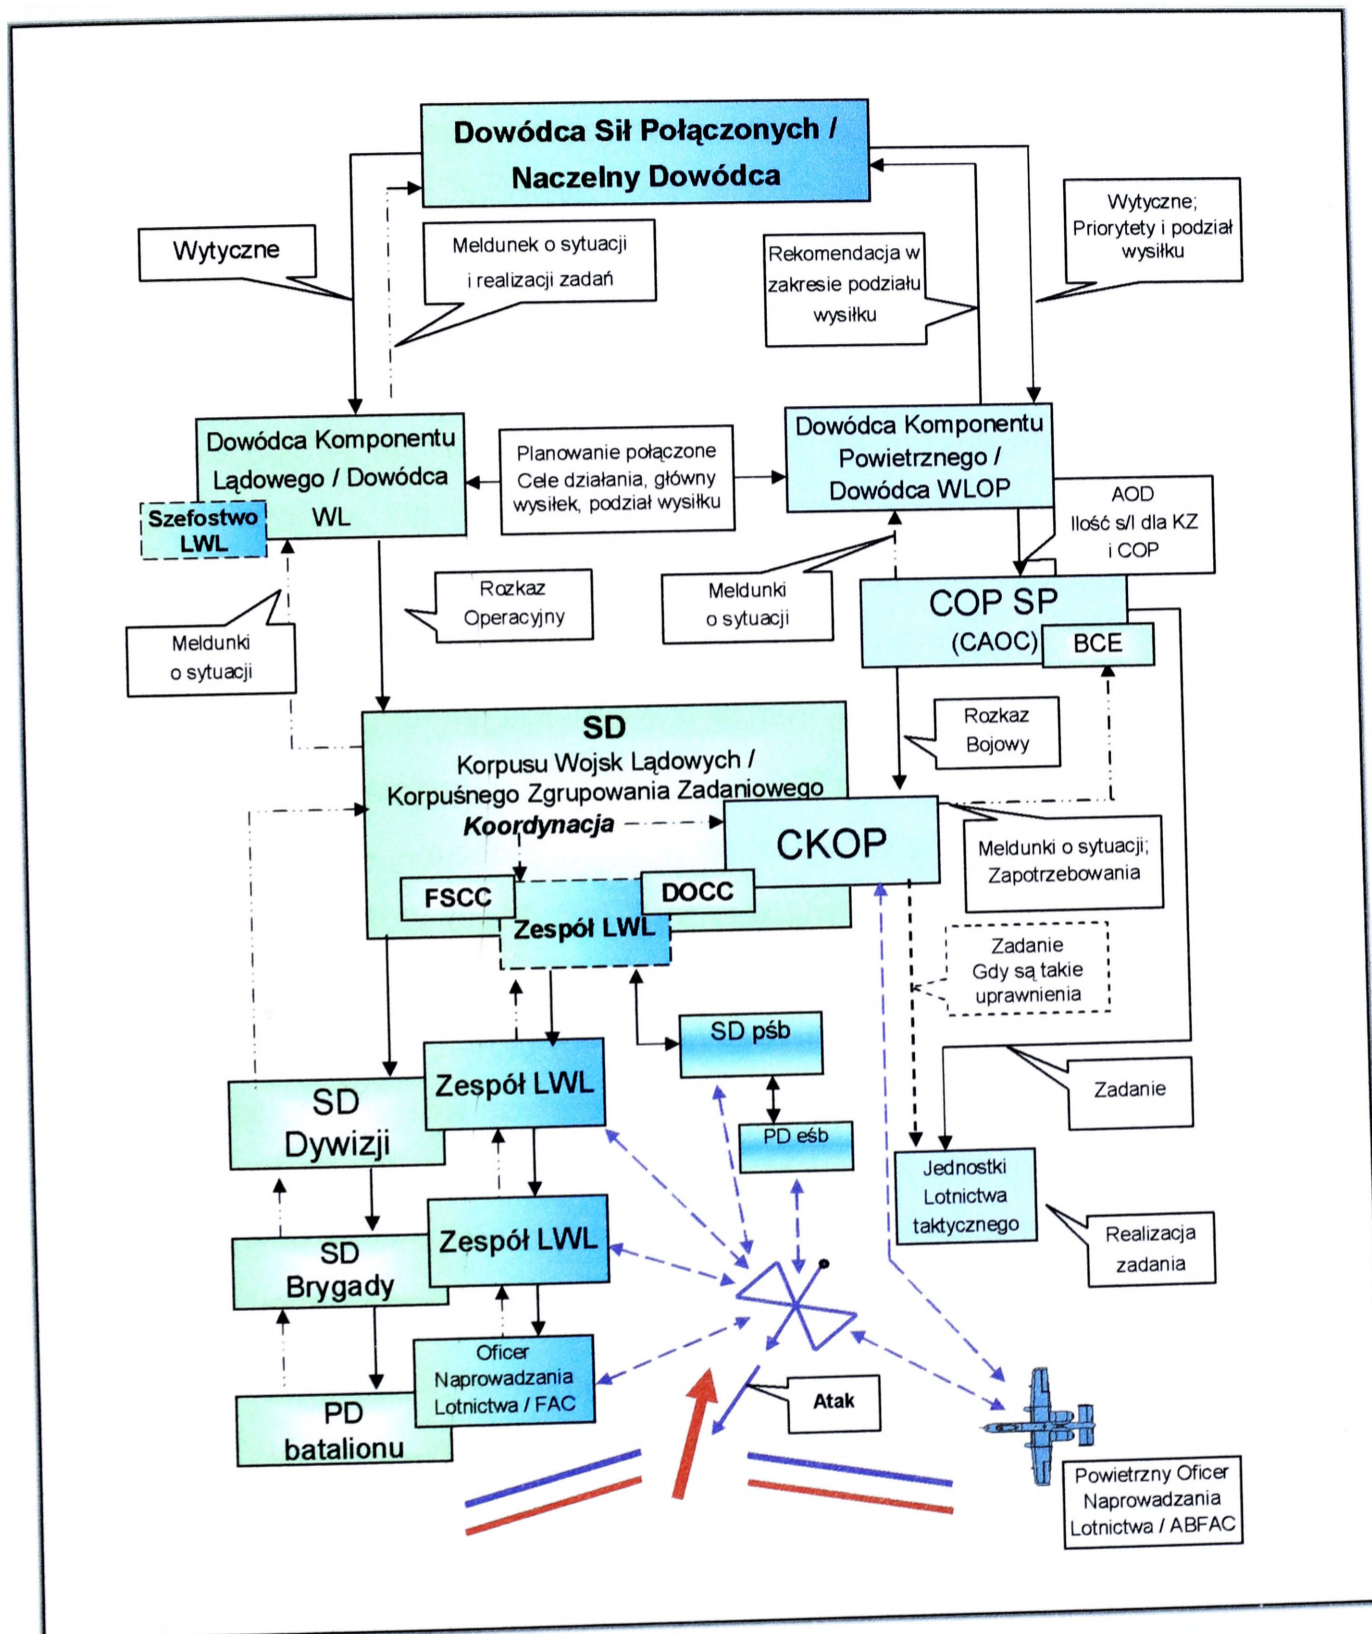 Dowódca Sił Połączonych /
Naczelny Dowódca
Wytyczne
Meldunek o sytuacji
i realizacji zadań
Rekomendacja w
zakresie podziału
wysiłku
Wytyczne;
Priorytety i podział
wysiłku
Dowódca Komponentu
Lądowego / Dowódca
WL
Szefostwo
LWL
Planowanie połączone
Cele działania, główny
wysiłek, podział wysiłku
Dowódca Komponentu
Powietrznego /
Dowódca WLOP
AOD
Ilość s/l dla KZ
i COP
Meldunki
o sytuacji
Rozkaz
Operacyjny
Meldunki
o sytuacji
COP SP
(CAOC)
BCE
Rozkaz
Bojowy
SD
Korpusu Wojsk Lądowych /
Korpuśnego Zgrupowania Zadaniowego
Koordynacja
CKOP
FSCC
DOCC
Zespół LWL
Meldunki o sytuacji;
Zapotrzebowania
Zadanie
Gdy są takie
uprawnienia
SD pśb
Zespół LWL
SD
Dywizji
PD eśb
Zadanie
Jednostki
Lotnictwa
taktycznego
Realizacja
zadania
Zespół LWL
SD
Brygady
Oficer
Naprowadzania
Lotnictwa / FAC
PD
batalionu
Atak
Powietrzny Oficer
Naprowadzania
Lotnictwa / ABFAC